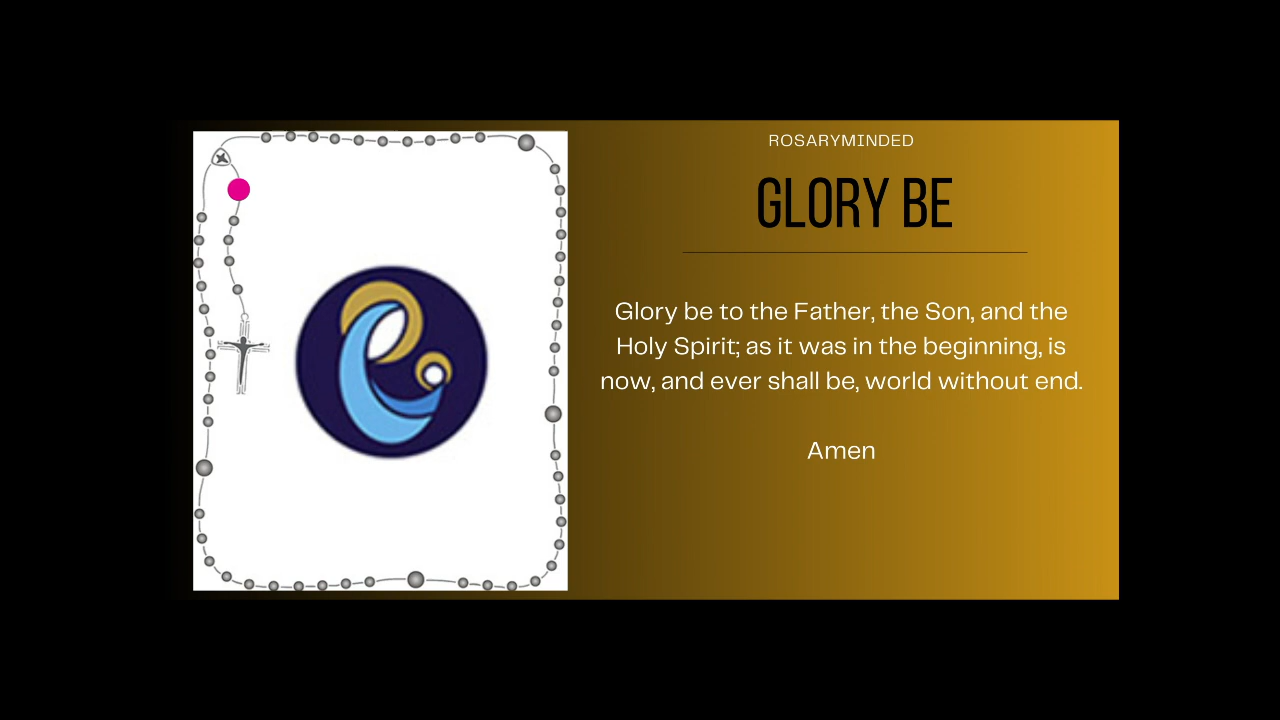 ROSARYMINDED
GLORY BE
Glory be to the Father, the Son, and the
Holy Spirit; as it was in the beginning, is
now, and ever shall be, world without end.
Amen